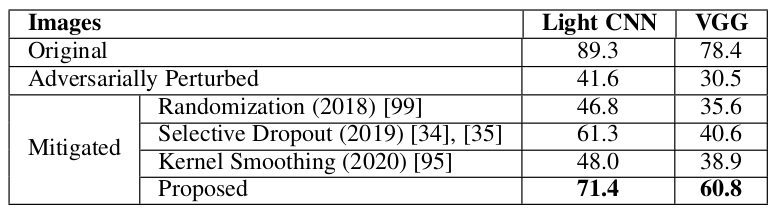 Images Light CNN VGG
Original 89.3 78.4
Adversarially Perturbed 41.6 30.5
Mitigated
Randomization (2018) [99] 46.8 35.6
Selective Dropout (2019) [34], [35] 61.3 40.6
Kernel Smoothing (2020) [95] 48.0 38.9
Proposed 71.4 60.8